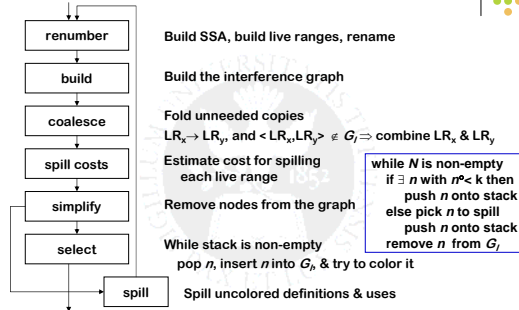 renumber
Build SSA, build live ranges, rename
build
Build the interference graph
coalesce
Fold unneeded copies
LRx → LRy, and < LRx,LRy> ∉ GI ⇒ combine LRx & LRy
spill costs
Estimate cost for spilling
each live range
simplify
Remove nodes from the graph
select
While stack is non-empty
pop n, insert n into GI, & try to color it
spill
Spill uncolored definitions & uses
while N is non-empty
if ∃ n with n°< k then
push n onto stack
else pick n to spill
push n onto stack
remove n from GI
1852